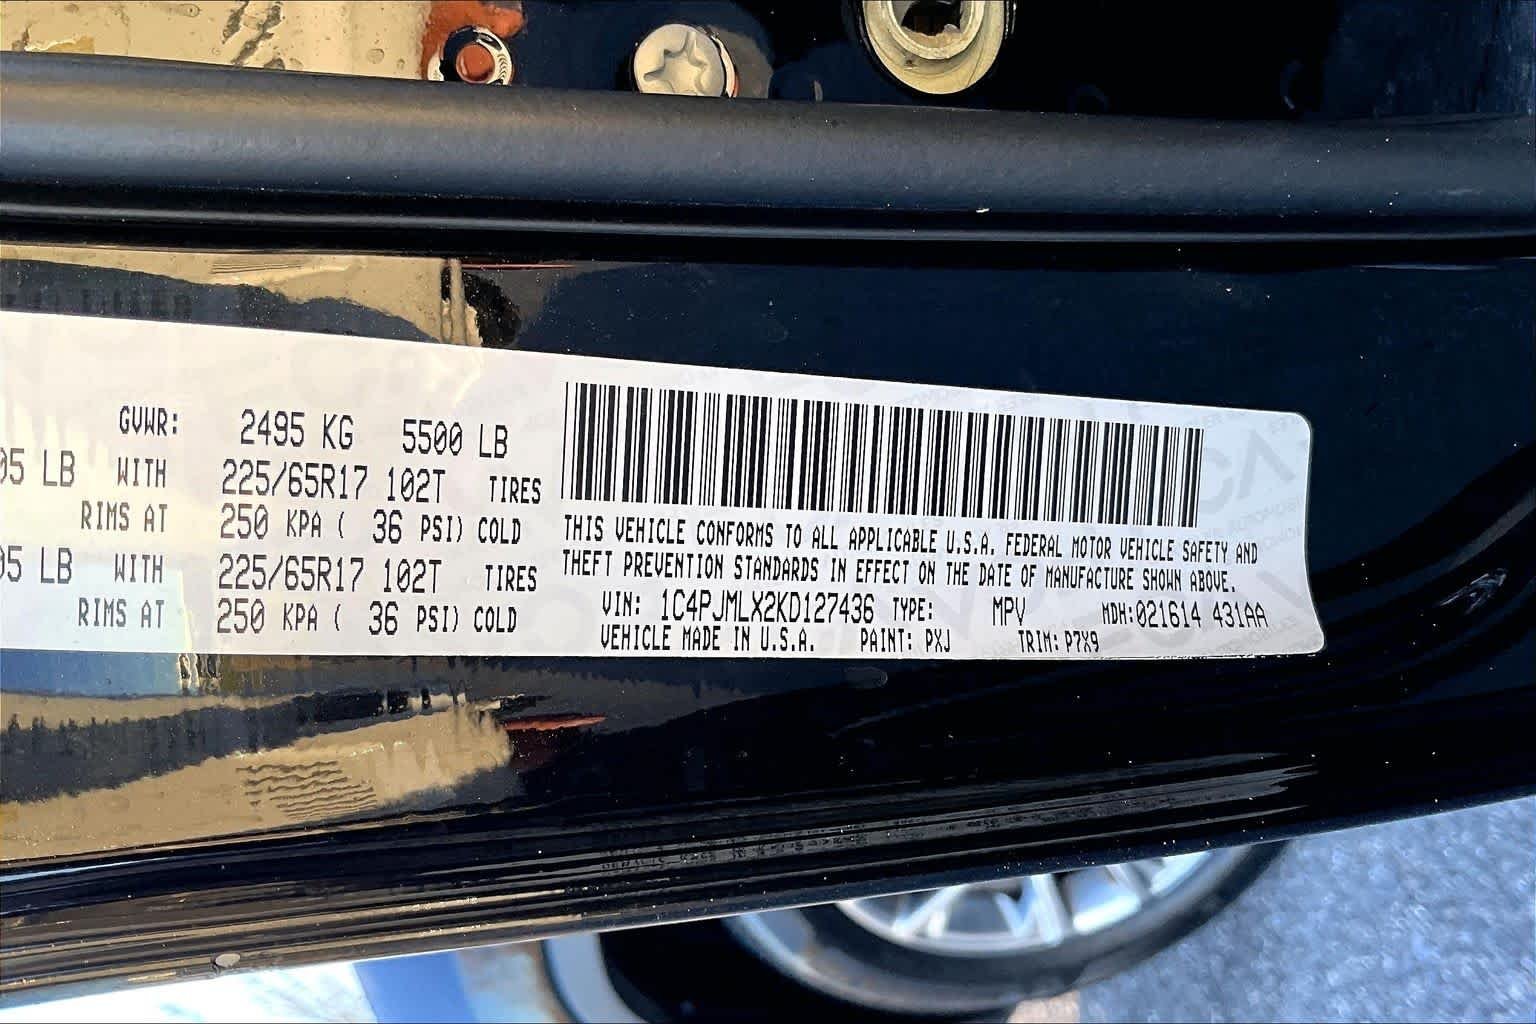 GVWR: 2495 KG 5500 LB
05 LB WITH 225/65R17 102T TIRES
RIMS AT 250 KPA ( 36 PSI) COLD
05 LB WITH 225/65R17 102T TIRES
RIMS AT 250 KPA ( 36 PSI) COLD
THIS VEHICLE CONFORMS TO ALL APPLICABLE U.S.A. FEDERAL MOTOR VEHICLE SAFETY AND
THEFT PREVENTION STANDARDS IN EFFECT ON THE DATE OF MANUFACTURE SHOWN ABOVE.
VIN: 1C4PJMLX2KD127436 TYPE: MPV MDH:021614 431AA
VEHICLE MADE IN U.S.A. PAINT: PXJ TRIM: P7X9